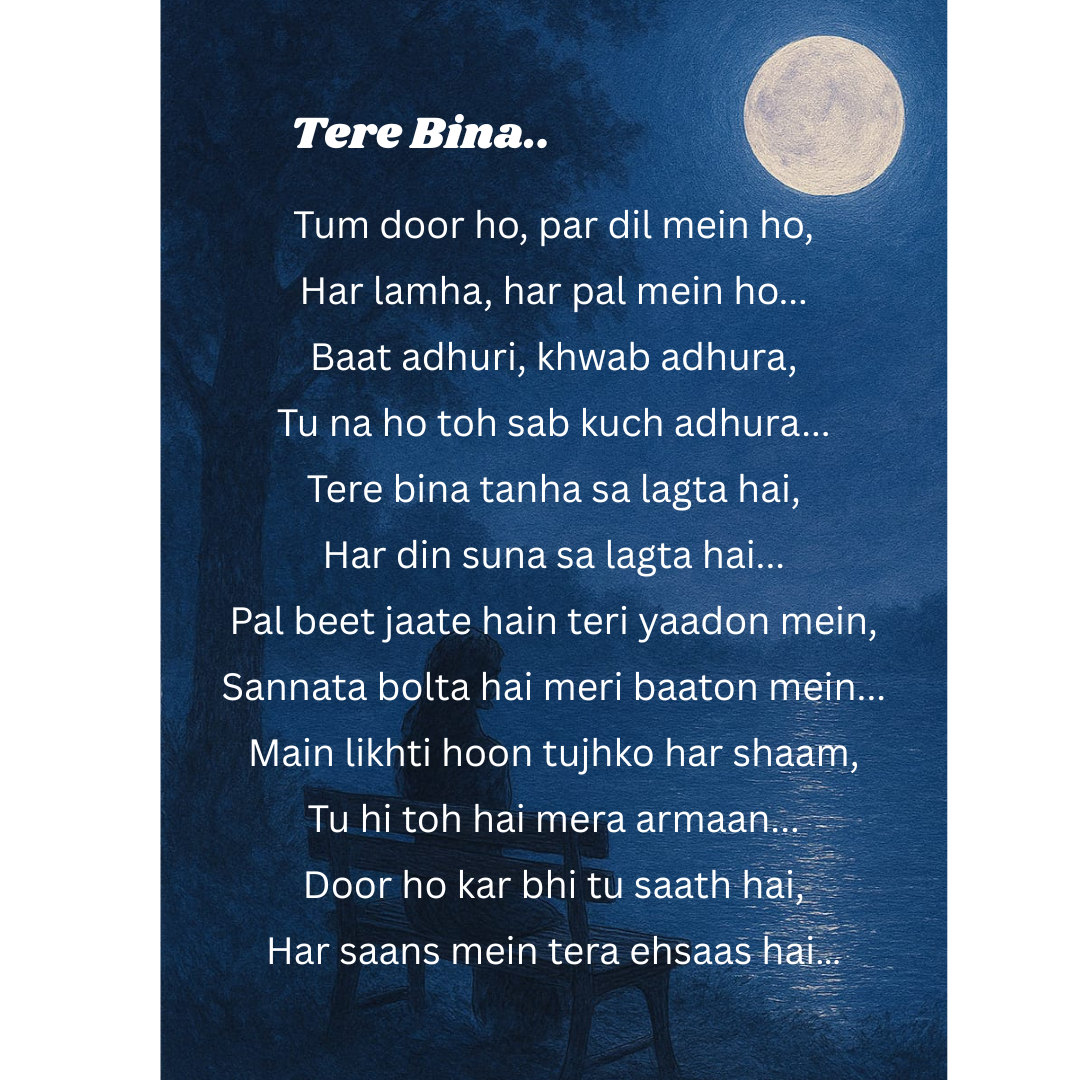 Tere Bina..
Tum door ho, par dil mein ho,
Har lamha, har pal mein ho...
Baat adhuri, khwab adhura,
Tu na ho toh sab kuch adhura...
Tere bina tanha sa lagta hai,
Har din suna sa lagta hai...
Pal beet jaate hain teri yaadon mein,
Sannata bolta hai meri baaton mein...
Main likhti hoon tujhko har shaam,
Tu hi toh hai mera armaan...
Door ho kar bhi tu saath hai,
Har saans mein tera ehsaas hai...